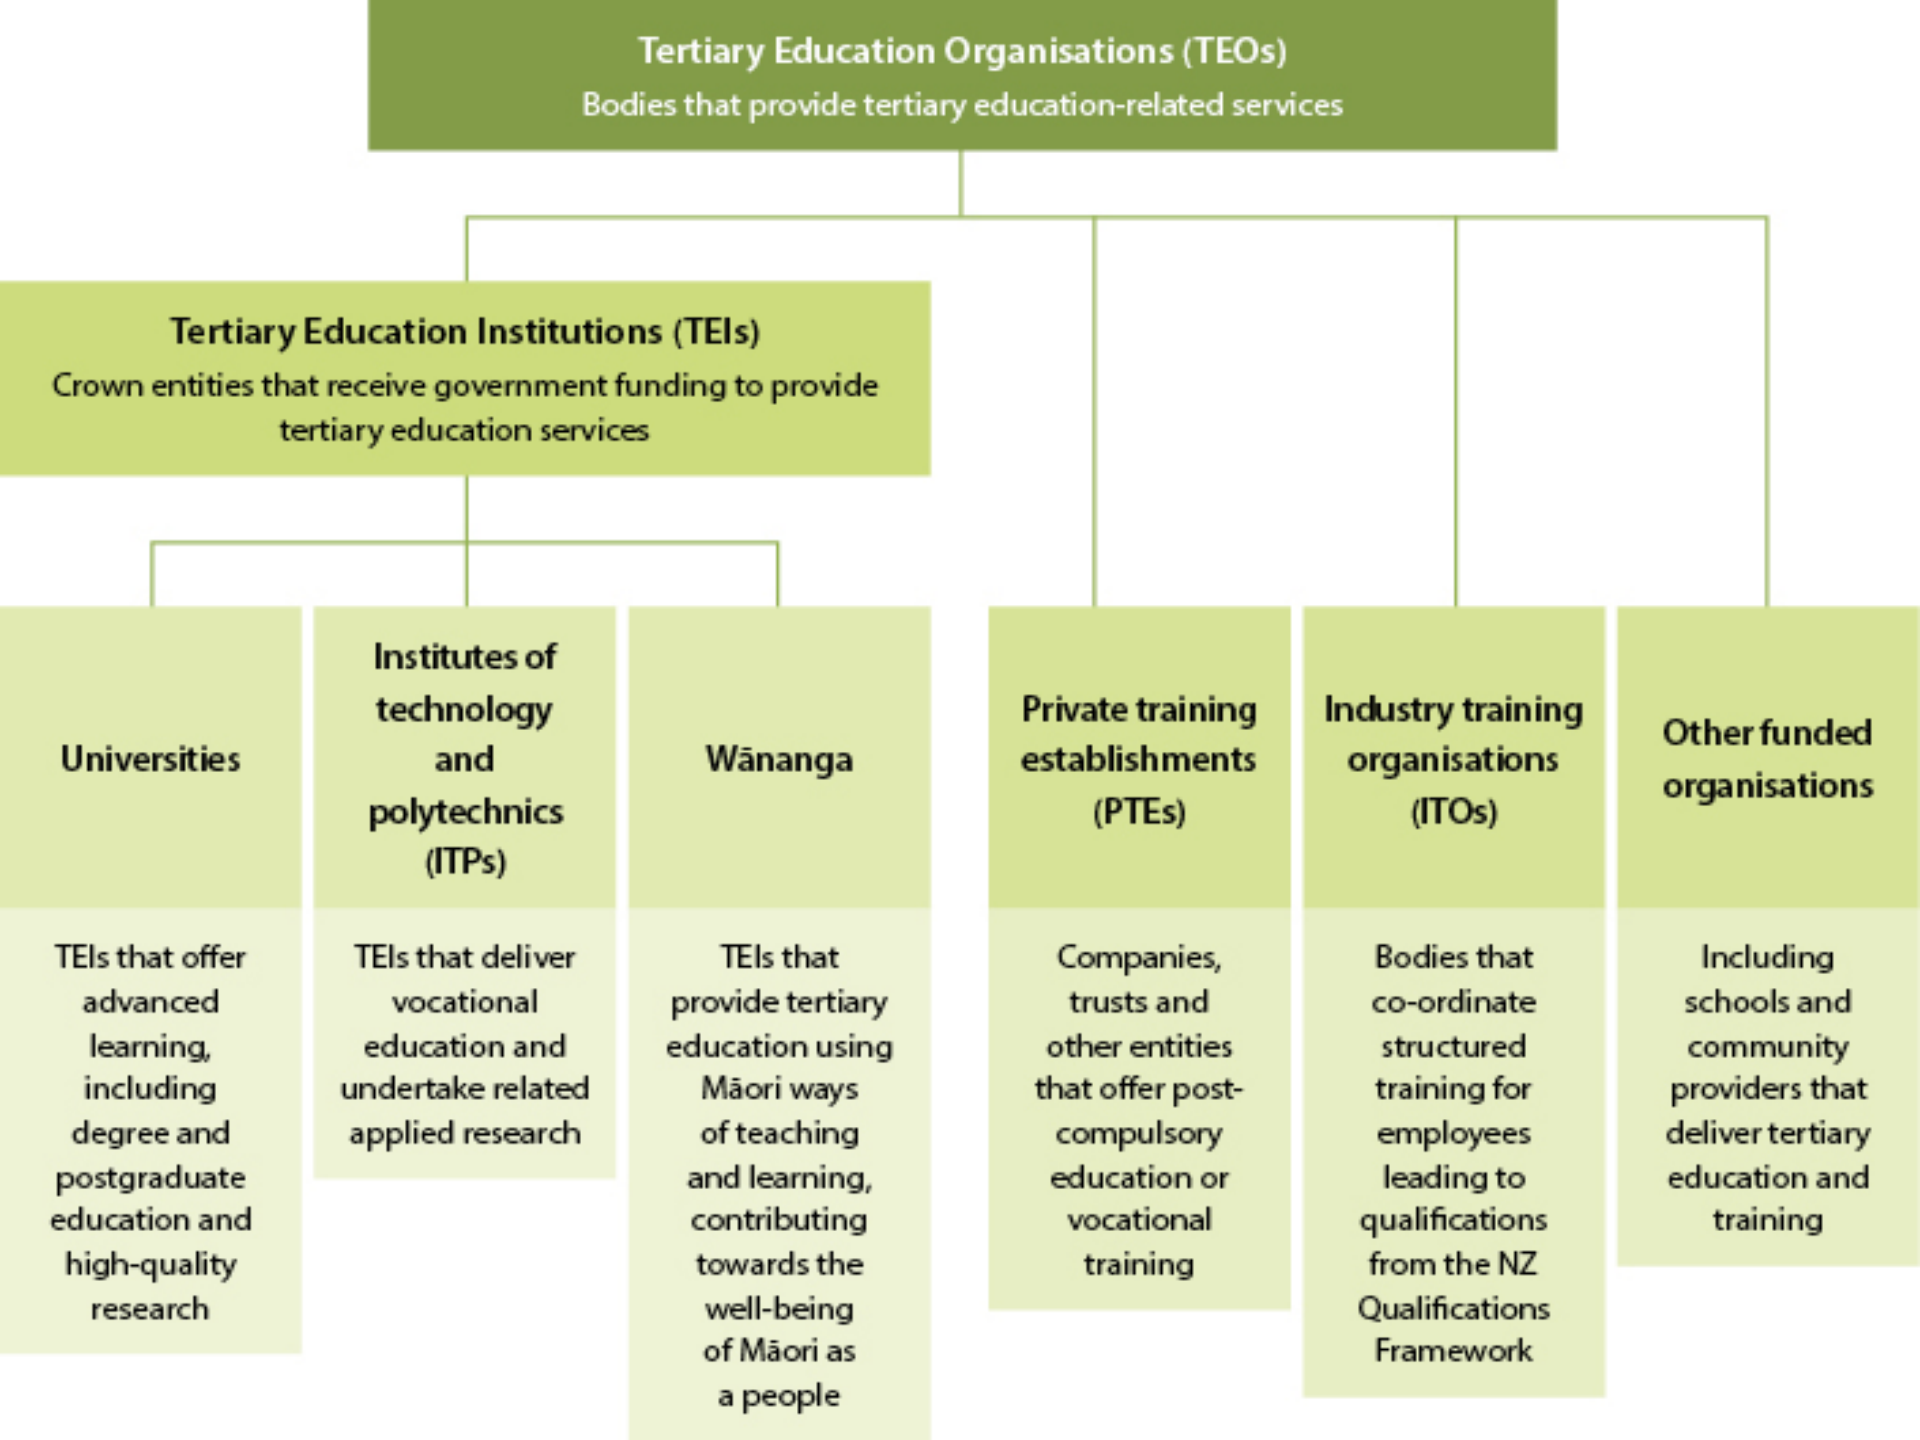 Tertiary Education Organisations (TEOs)
Bodies that provide tertiary education-related services
Tertiary Education Institutions (TEIs)
Crown entities that receive government funding to provide
tertiary education services
Universities
TEIs that offer
advanced
learning,
including
degree and
postgraduate
education and
high-quality
research
Institutes of
technology
and
polytechnics
(ITPs)
TEIs that deliver
vocational
education and
undertake related
applied research
Wānanga
TEIs that
provide tertiary
education using
Māori ways
of teaching
and learning,
contributing
towards the
well-being
of Māori as
a people
Private training
establishments
(PTEs)
Companies,
trusts and
other entities
that offer post-
compulsory
education or
vocational
training
Industry training
organisations
(ITOs)
Bodies that
co-ordinate
structured
training for
employees
leading to
qualifications
from the NZ
Qualifications
Framework
Other funded
organisations
Including
schools and
community
providers that
deliver tertiary
education and
training